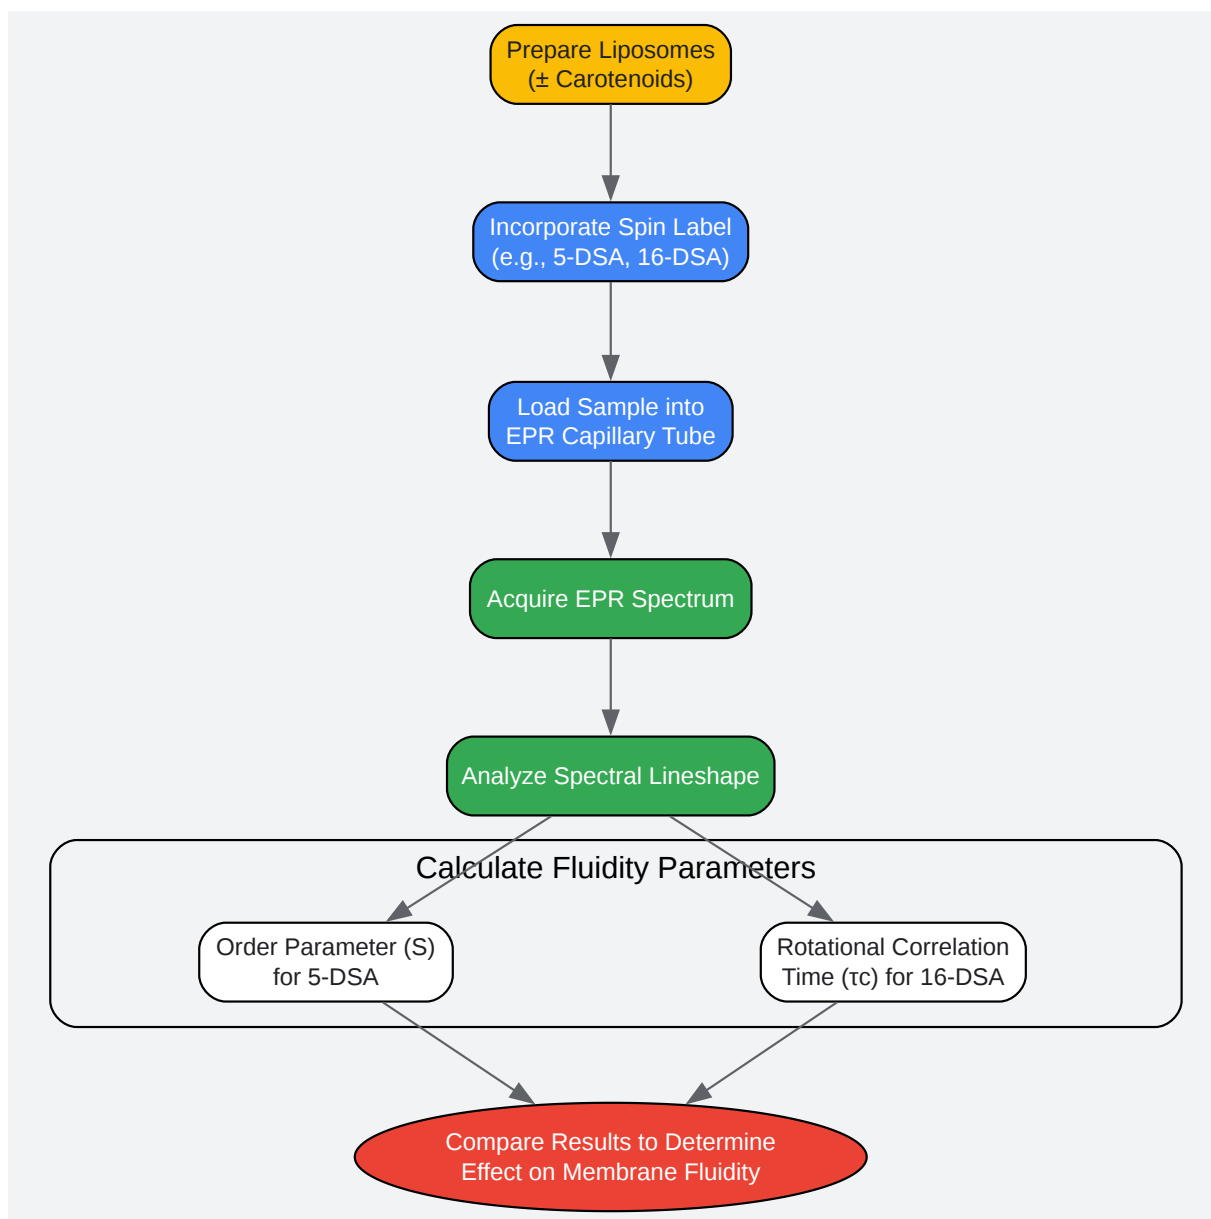 Prepare Liposomes
(± Carotenoids)
Incorporate Spin Label
(e.g., 5-DSA, 16-DSA)
Load Sample into
EPR Capillary Tube
Acquire EPR Spectrum
Analyze Spectral Lineshape
Calculate Fluidity Parameters
Order Parameter (S)
for 5-DSA
Rotational Correlation
Time (τc) for 16-DSA
Compare Results to Determine
Effect on Membrane Fluidity